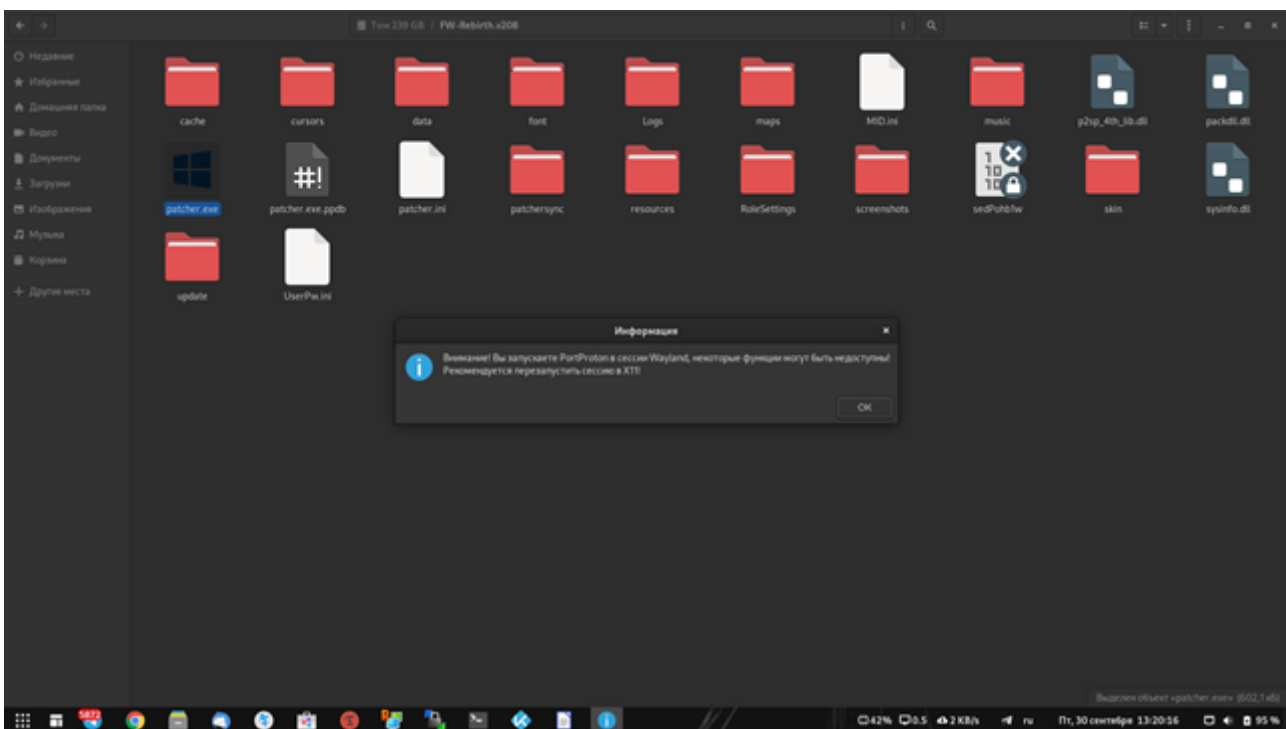 Том 239 GB / FW-Rebirth.v208
Недавние
Избранные
Домашняя папка
Видео
Документы
Загрузки
Изображения
Музыка
Корзина
+ Другие места
cache cursors data font Logs maps MID.ini music p2sp_4th_lib.dll packdll.dll
patcher.exe patcher.exe.ppdb patcher.ini patchersync resources RoleSettings screenshots sedPohb1w skin sysinfo.dll
update UserPw.ini
Информация
Внимание! Вы запускаете PortProton в сессии Wayland, некоторые функции могут быть недоступны!
Рекомендуется перезапустить сессию в X11!
OK
Выделен объект «patcher.exe» (602,1 кБ)
5872 42% 0.5 2 KB/s ru Пт, 30 сентября 13:20:16 95 %